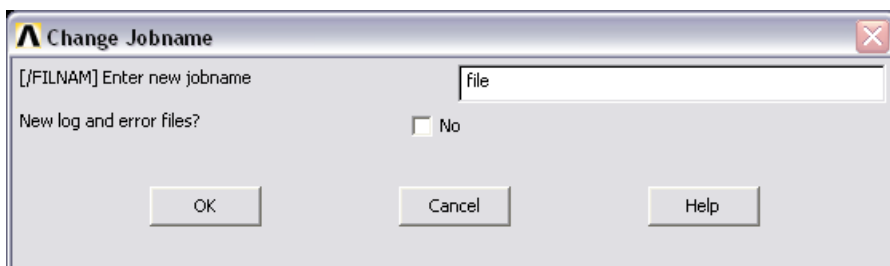 Change Jobname
[/FILNAM] Enter new jobname file
New log and error files? No
OK Cancel Help